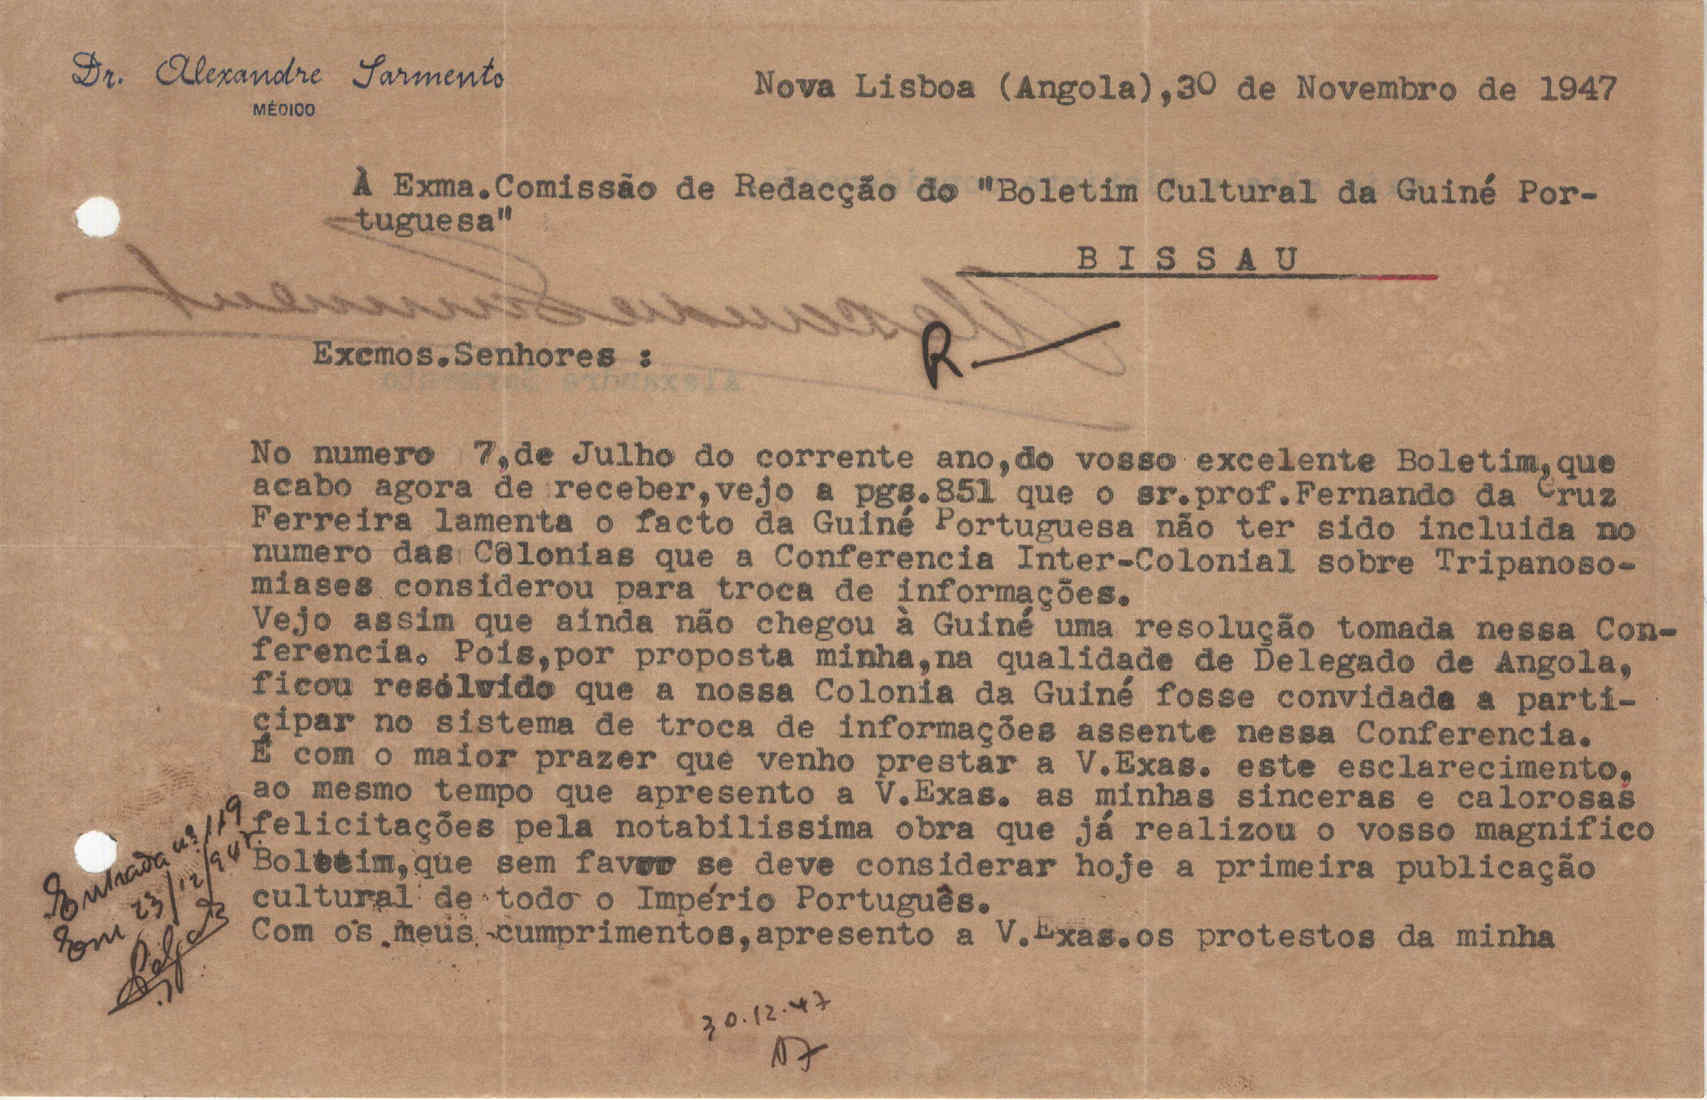 Dr. Alexandre Sarmento
MÉDICO
Nova Lisboa (Angola),30 de Novembro de 1947
À Exma.Comissão de Redacção do "Boletim Cultural da Guiné Por-
tuguesa"
B I S S A U
R
Excmos.Senhores :
No numero 7,de Julho do corrente ano,do vosso excelente Boletim,que
acabo agora de receber,vejo a pgs.851 que o sr.prof.Fernando da Cruz
Ferreira lamenta o facto da Guiné Portuguesa não ter sido incluida no
numero das Colonias que a Conferencia Inter-Colonial sobre Tripanoso-
miases considerou para troca de informações.
Vejo assim que ainda não chegou à Guiné uma resolução tomada nessa Con-
ferencia. Pois,por proposta minha,na qualidade de Delegado de Angola,
ficou resolvido que a nossa Colonia da Guiné fosse convidada a parti-
cipar no sistema de troca de informações assente nessa Conferencia.
É com o maior prazer que venho prestar a V.Exas. este esclarecimento,
ao mesmo tempo que apresento a V.Exas. as minhas sinceras e calorosas
felicitações pela notabilissima obra que já realizou o vosso magnifico
Boletim,que sem favor se deve considerar hoje a primeira publicação
cultural de todo o Império Português.
Com os meus cumprimentos,apresento a V.Exas.os protestos da minha
Entrada nº 119
Em 23/12/947
30.12.47